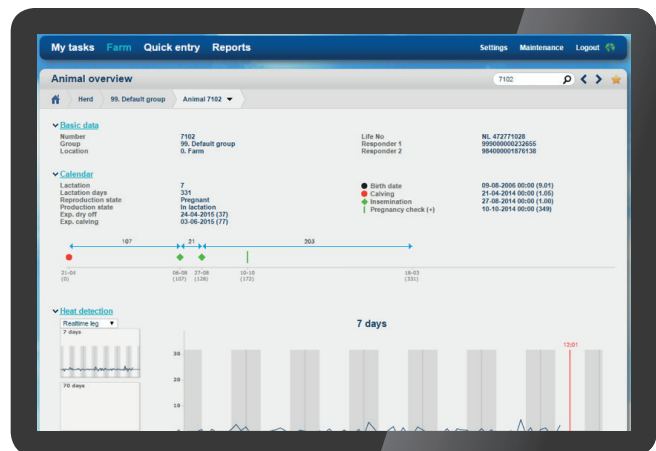 My tasks Farm Quick entry Reports Settings Maintenance Logout
Animal overview 7102
Herd 99. Default group Animal 7102
Basic data
Number 7102 Life No NL 472771028
Group 99. Default group Responder 1 999000000232655
Location 0. Farm Responder 2 984000001876138
Calendar
Lactation 7 Birth date 09-08-2006 00:00 (9.01)
Lactation days 331 Calving 21-04-2014 00:00 (1.05)
Reproduction state Pregnant Insemination 27-08-2014 00:00 (1.00)
Production state In lactation Pregnancy check (+) 10-10-2014 00:00 (349)
Exp. dry off 24-04-2015 (37)
Exp. calving 03-06-2015 (77)
107 21 203
21-04 06-08 27-08 10-10 18-03
(0) (107) (128) (172) (331)
Heat detection
Realtime leg 7 days
7 days
12:01
30
70 days
20
10